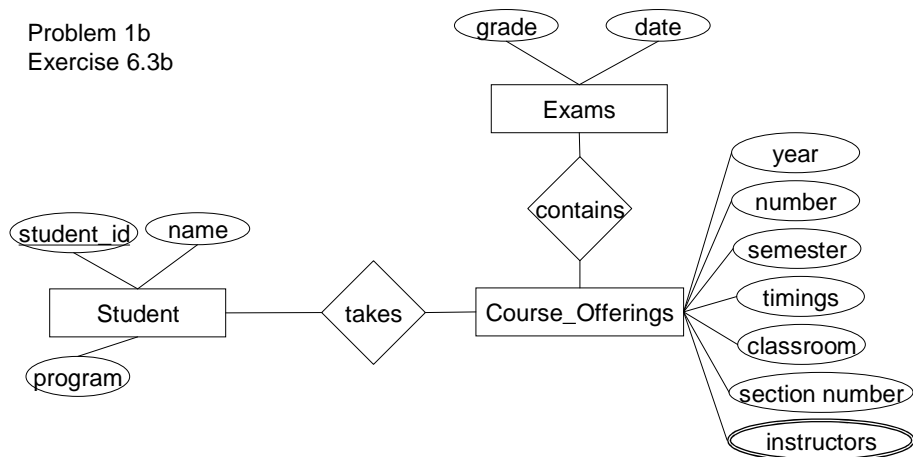 Problem 1b
Exercise 6.3b
grade
date
Exams
year
number
contains
student_id
name
semester
timings
Student
takes
Course_Offerings
classroom
program
section number
instructors